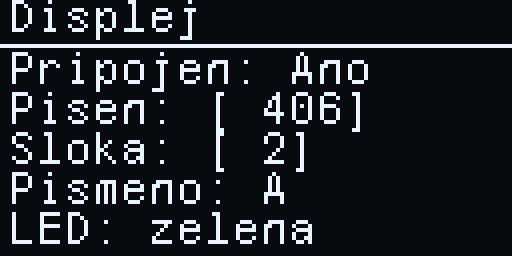 Displej
Pripojen: Ano
Pisen: [ 406]
Sloka: [ 2]
Pismeno: A
LED: zelena